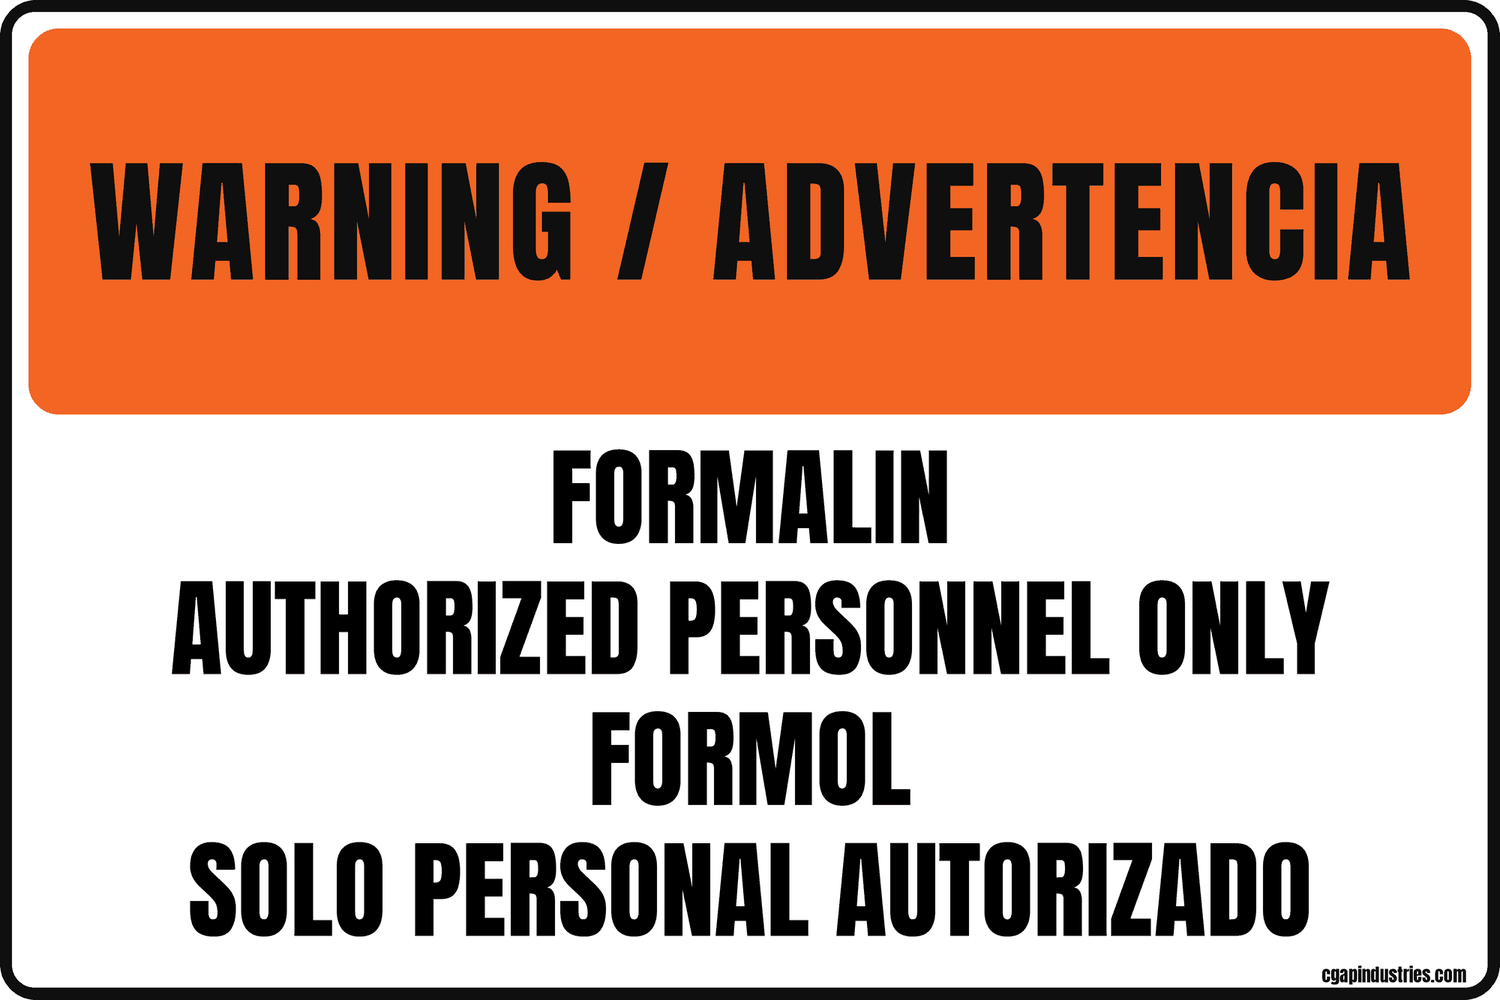 WARNING / ADVERTENCIA
FORMALIN
AUTHORIZED PERSONNEL ONLY
FORMOL
SOLO PERSONAL AUTORIZADO
cgapindustries.com